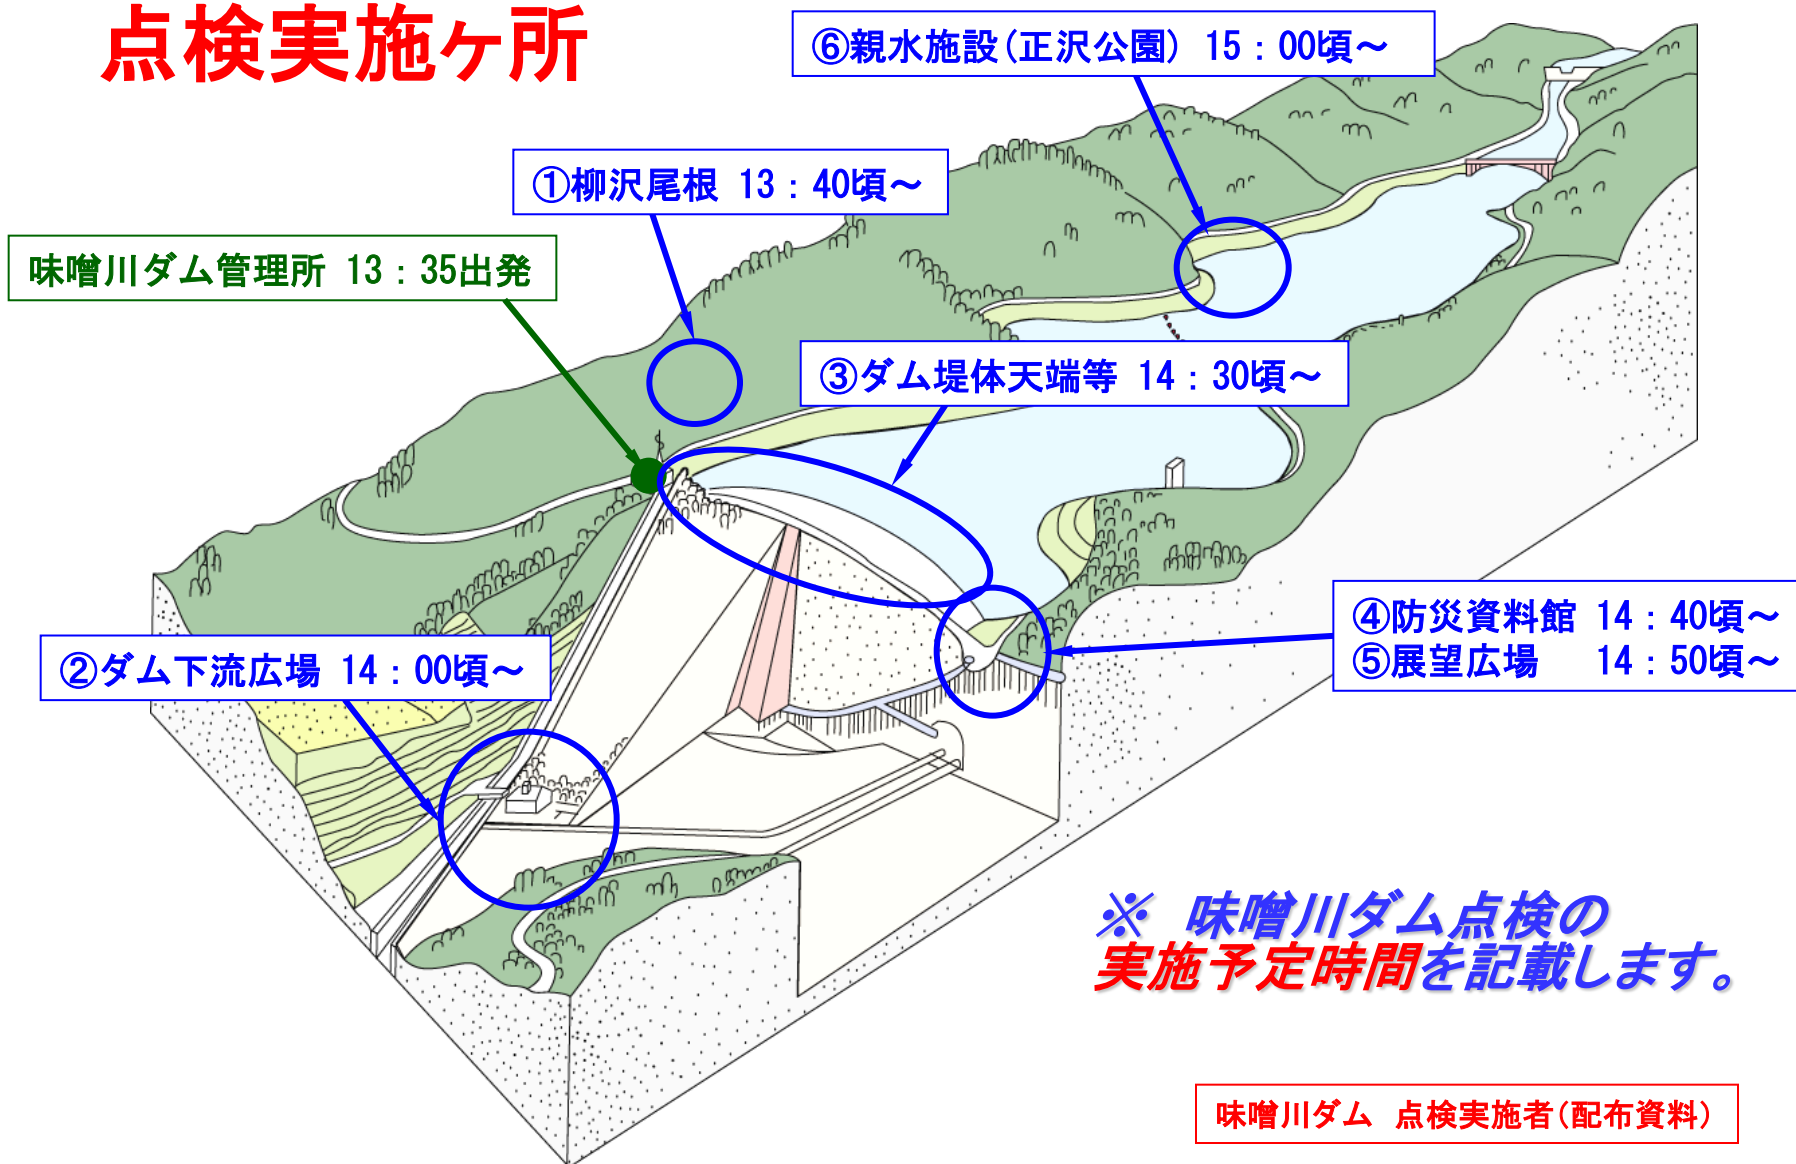 点検実施ヶ所
⑥親水施設(正沢公園) 15：00頃～
①柳沢尾根 13：40頃～
味噌川ダム管理所 13：35出発
③ダム堤体天端等 14：30頃～
④防災資料館 14：40頃～
⑤展望広場 14：50頃～
②ダム下流広場 14：00頃～
※ 味噌川ダム点検の
実施予定時間を記載します。
味噌川ダム 点検実施者(配布資料)